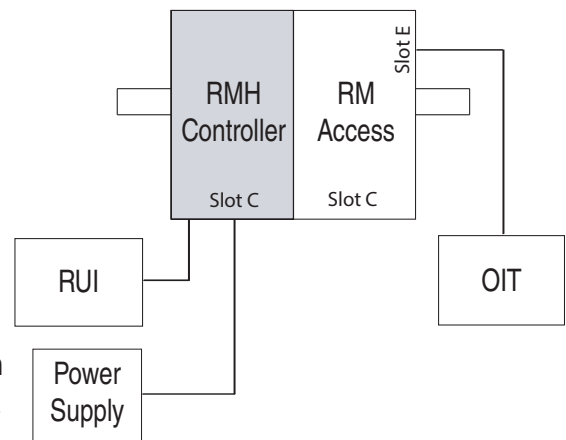 Slot E
RMH
Controller
RM
Access
Slot C
Slot C
RUI
OIT
Power
Supply